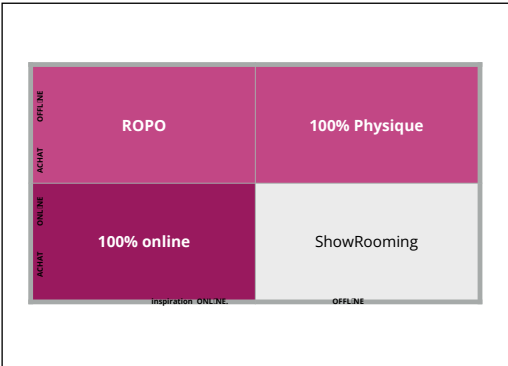 OFFLINE
ACHAT
ROPO
100% Physique
ONLINE
ACHAT
100% online
ShowRooming
inspiration ONLINE.
OFFLINE